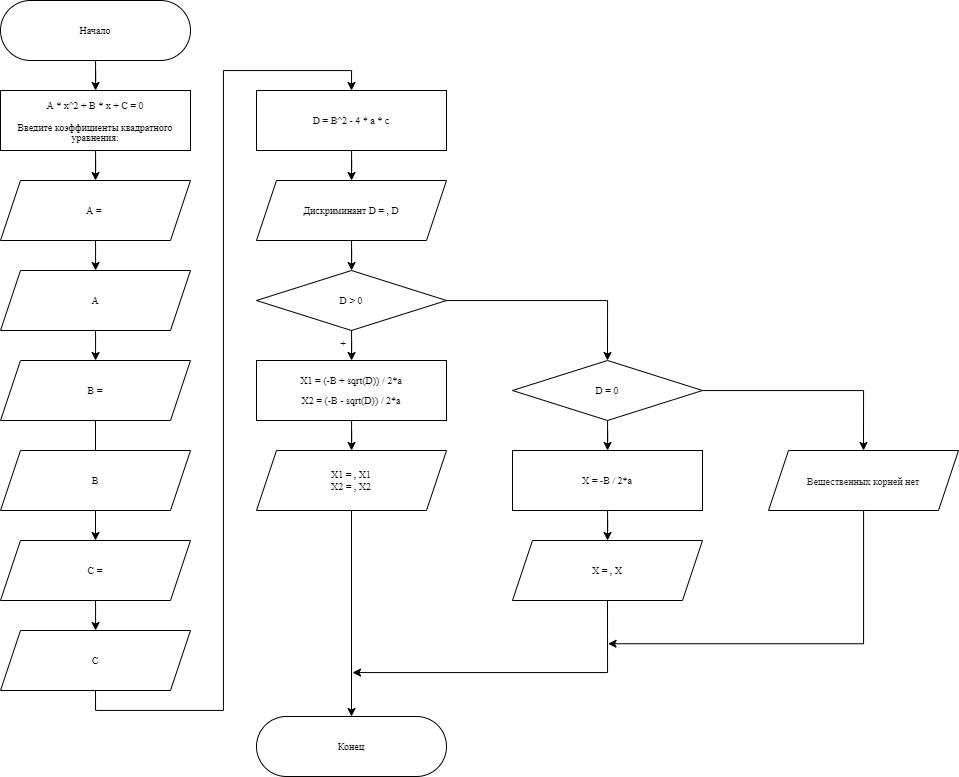 Начало
A * x^2 + B * x + C = 0
Введите коэффициенты квадратного
уравнения:
A =
A
B =
B
C =
C
D = B^2 - 4 * a * c
Дискриминант D = , D
D > 0
+
X1 = (-B + sqrt(D)) / 2*a
X2 = (-B - sqrt(D)) / 2*a
X1 = , X1
X2 = , X2
D = 0
X = -B / 2*a
X = , X
Вещественных корней нет
Конец